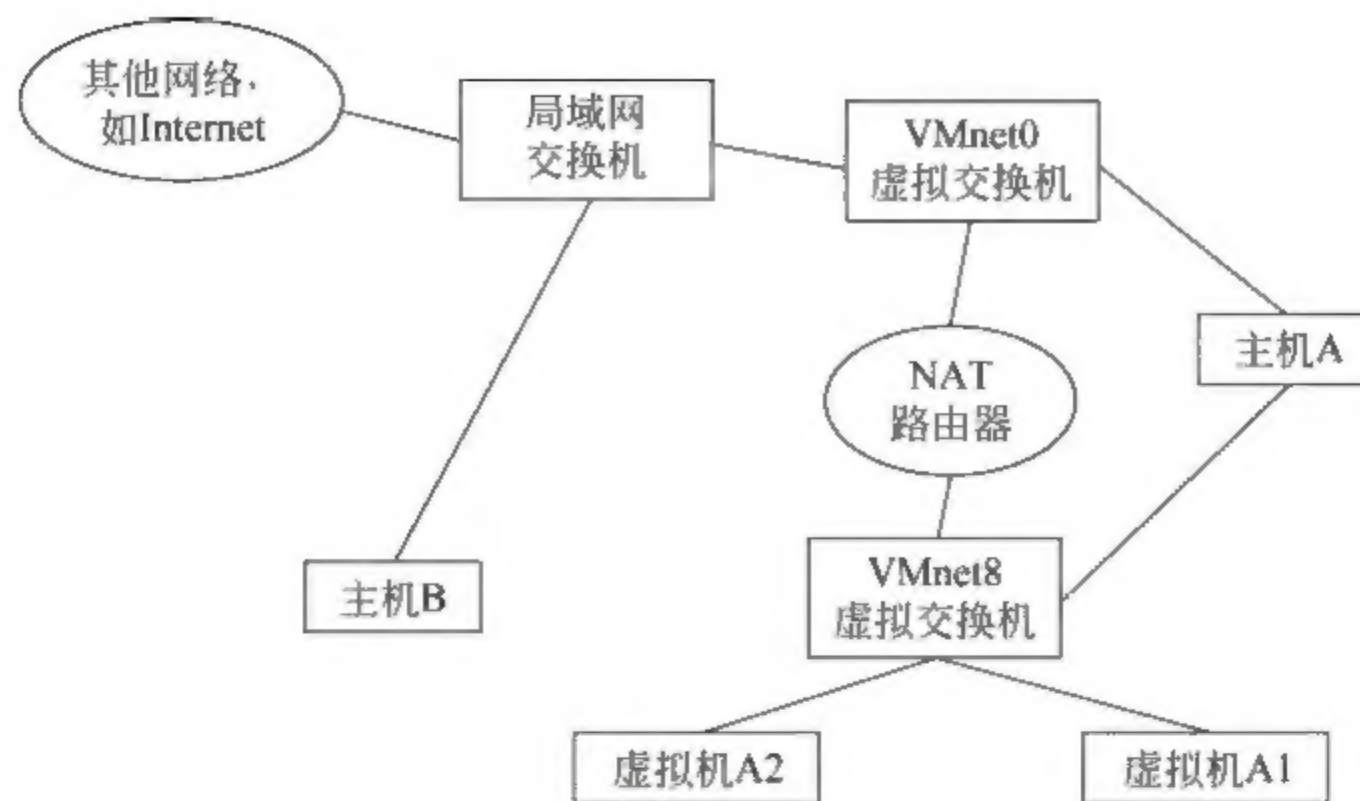 其他网络,
如Internet
局域网
交换机
VMnet0
虚拟交换机
主机A
NAT
路由器
主机B
VMnet8
虚拟交换机
虚拟机A2
虚拟机A1